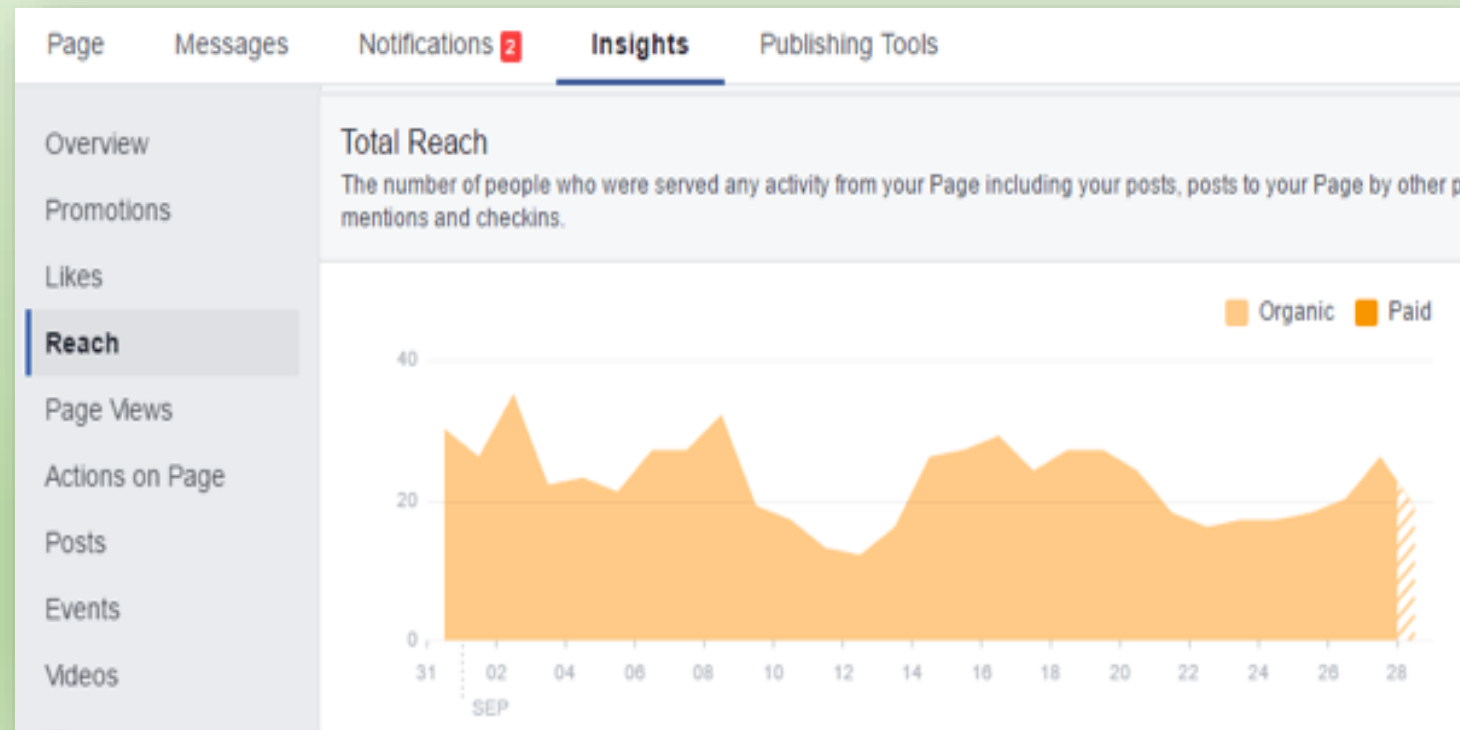 Page Messages Notifications 2 Insights Publishing Tools
Overview
Promotions
Likes
Reach
Page Views
Actions on Page
Posts
Events
Videos
Total Reach
The number of people who were served any activity from your Page including your posts, posts to your Page by other p
mentions and checkins.
Organic Paid
40
20
0
31 02 04 06 08 10 12 14 16 18 20 22 24 26 28
SEP